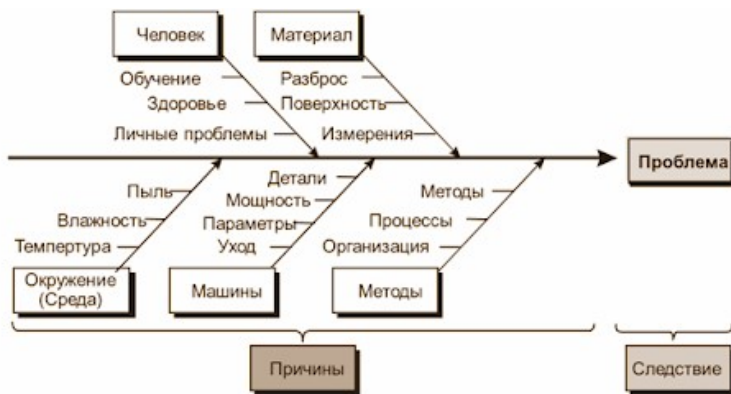 Человек
Материал
Обучение
Здоровье
Личные проблемы
Разброс
Поверхность
Измерения
Проблема
Пыль
Влажность
Темпертура
Детали
Мощность
Параметры
Уход
Методы
Процессы
Организация
Окружение
(Среда)
Машины
Методы
Причины
Следствие